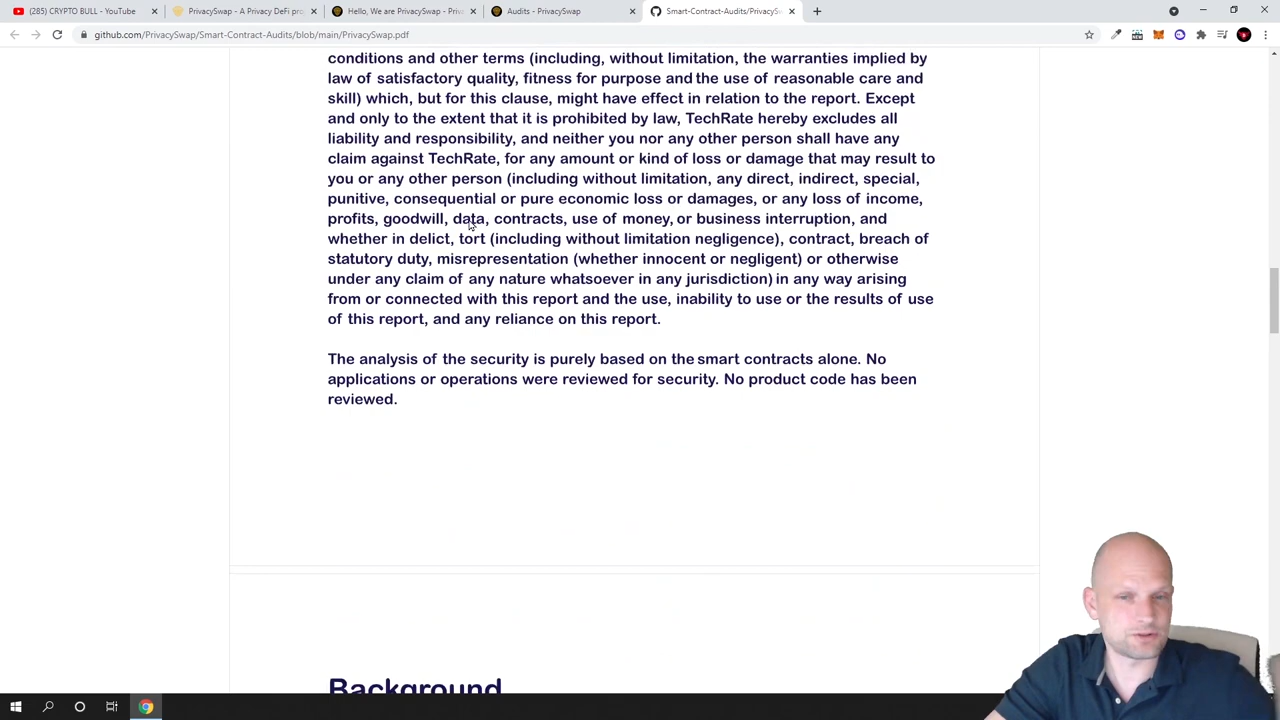 (285) CRYPTO BULL - YouTube
PrivacySwap - A Privacy DeFi pro
Hello, We are PrivacySwap - Priva
Audits - PrivacySwap
Smart-Contract-Audits/PrivacyS
github.com/PrivacySwap/Smart-Contract-Audits/blob/main/PrivacySwap.pdf
conditions and other terms (including, without limitation, the warranties implied by
law of satisfactory quality, fitness for purpose and the use of reasonable care and
skill) which, but for this clause, might have effect in relation to the report. Except
and only to the extent that it is prohibited by law, TechRate hereby excludes all
liability and responsibility, and neither you nor any other person shall have any
claim against TechRate, for any amount or kind of loss or damage that may result to
you or any other person (including without limitation, any direct, indirect, special,
punitive, consequential or pure economic loss or damages, or any loss of income,
profits, goodwill, data, contracts, use of money, or business interruption, and
whether in delict, tort (including without limitation negligence), contract, breach of
statutory duty, misrepresentation (whether innocent or negligent) or otherwise
under any claim of any nature whatsoever in any jurisdiction) in any way arising
from or connected with this report and the use, inability to use or the results of use
of this report, and any reliance on this report.
The analysis of the security is purely based on the smart contracts alone. No
applications or operations were reviewed for security. No product code has been
reviewed.
Background